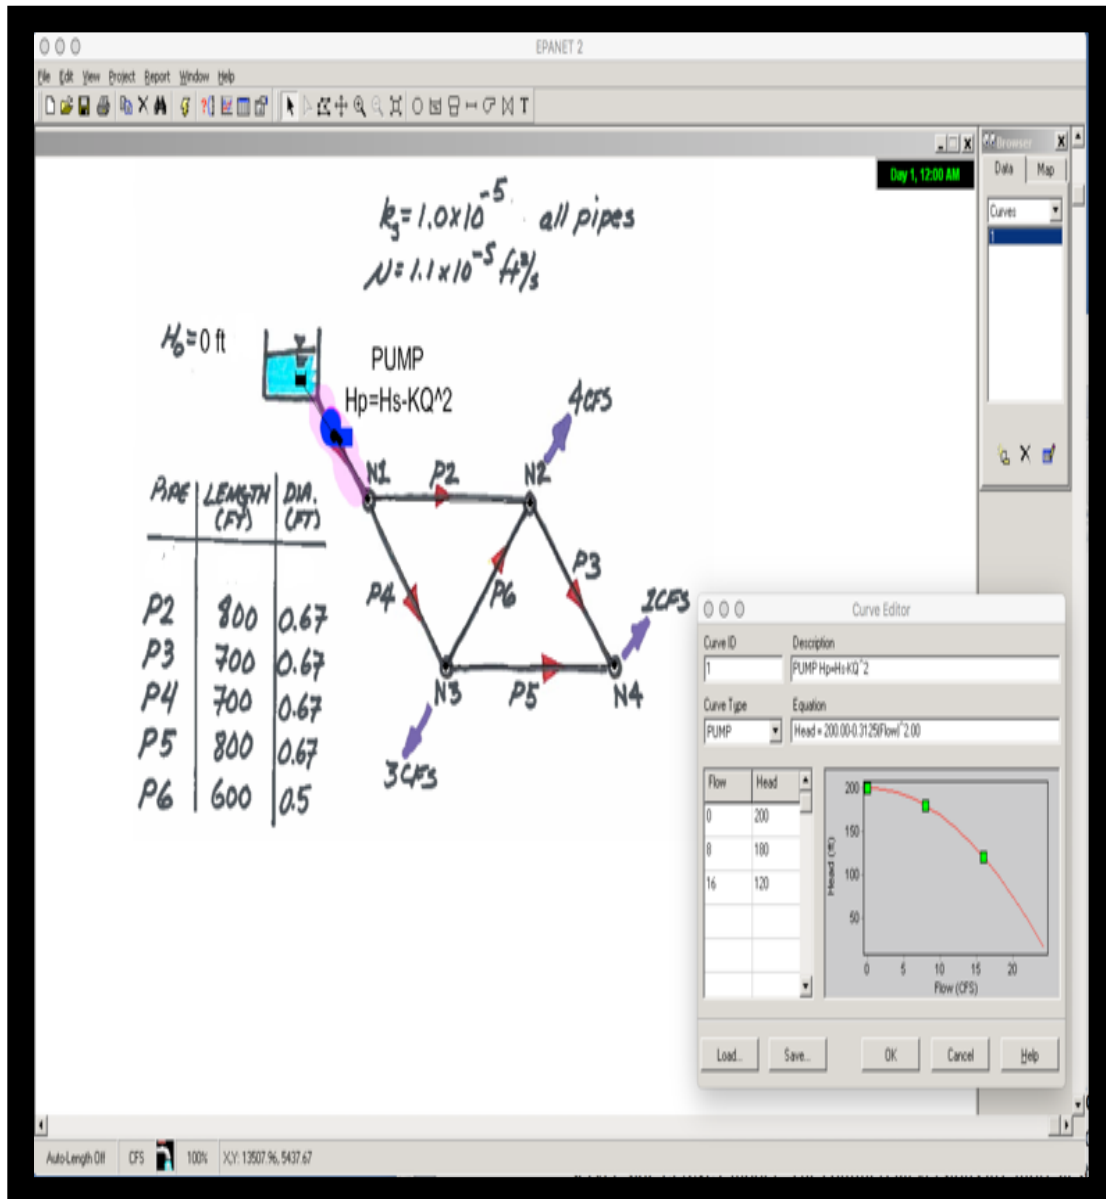 EPANET 2
File Edit View Project Report Window Help
T
Day 1, 12:00 AM
Browser
Data Map
Curves
1
ks=1.0x10^-5 all pipes
ν=1.1x10^-5 ft²/s
H0=0 ft
PUMP
Hp=Hs-KQ^2
4CFS
N1 P2 N2
PIPE LENGTH (FT) DIA. (FT)
P2 800 0.67
P3 700 0.67
P4 700 0.67
P5 800 0.67
P6 600 0.5
P4 P6 P3
1CFS
N3 P5 N4
3CFS
Curve Editor
Curve ID Description
1 PUMP Hp=Hs-KQ^2
Curve Type Equation
PUMP Head = 200.00-0.3125(Flow)^2.00
Flow Head
0 200
8 180
16 120
200
150
100
50
Head (ft)
0 5 10 15 20
Flow (CFS)
Load... Save... OK Cancel Help
Auto-Length Off CFS 100% X,Y: 13507.96, 5437.67